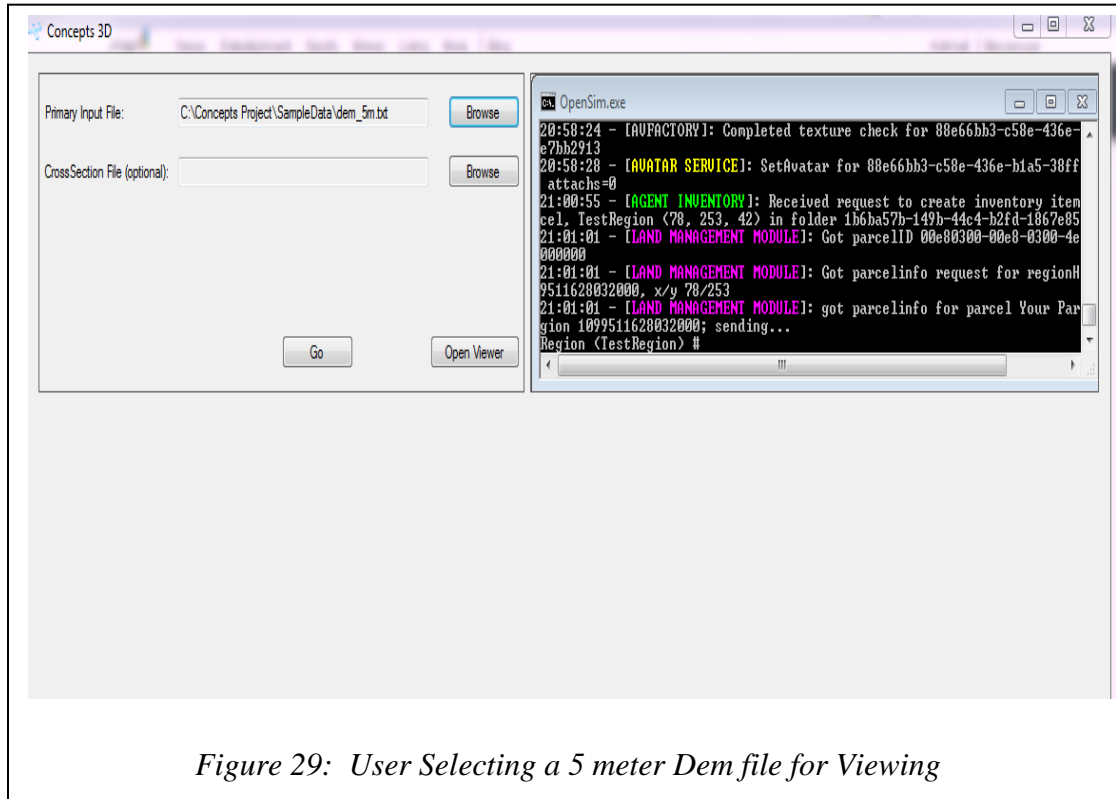 Concepts 3D
Primary Input File:
C:\Concepts Project\SampleData\dem_5m.txt
Browse
CrossSection File (optional):
Browse
Go
Open Viewer
C:\.
OpenSim.exe
20:58:24 - [AVFACTORY]: Completed texture check for 88e66bb3-c58e-436e-
e7bb2913
20:58:28 - [AVATAR SERVICE]: SetAvatar for 88e66bb3-c58e-436e-b1a5-38ff
attachs=0
21:00:55 - [AGENT INVENTORY]: Received request to create inventory item
cel, TestRegion (78, 253, 42) in folder 1b6ba57b-149b-44c4-b2fd-1867e85
21:01:01 - [LAND MANAGEMENT MODULE]: Got parcelID 00e80300-00e8-0300-4e
000000
21:01:01 - [LAND MANAGEMENT MODULE]: Got parcelinfo request for regionH
9511628032000, x/y 78/253
21:01:01 - [LAND MANAGEMENT MODULE]: got parcelinfo for parcel Your Par
gion 1099511628032000; sending...
Region (TestRegion) #
Figure 29: User Selecting a 5 meter Dem file for Viewing